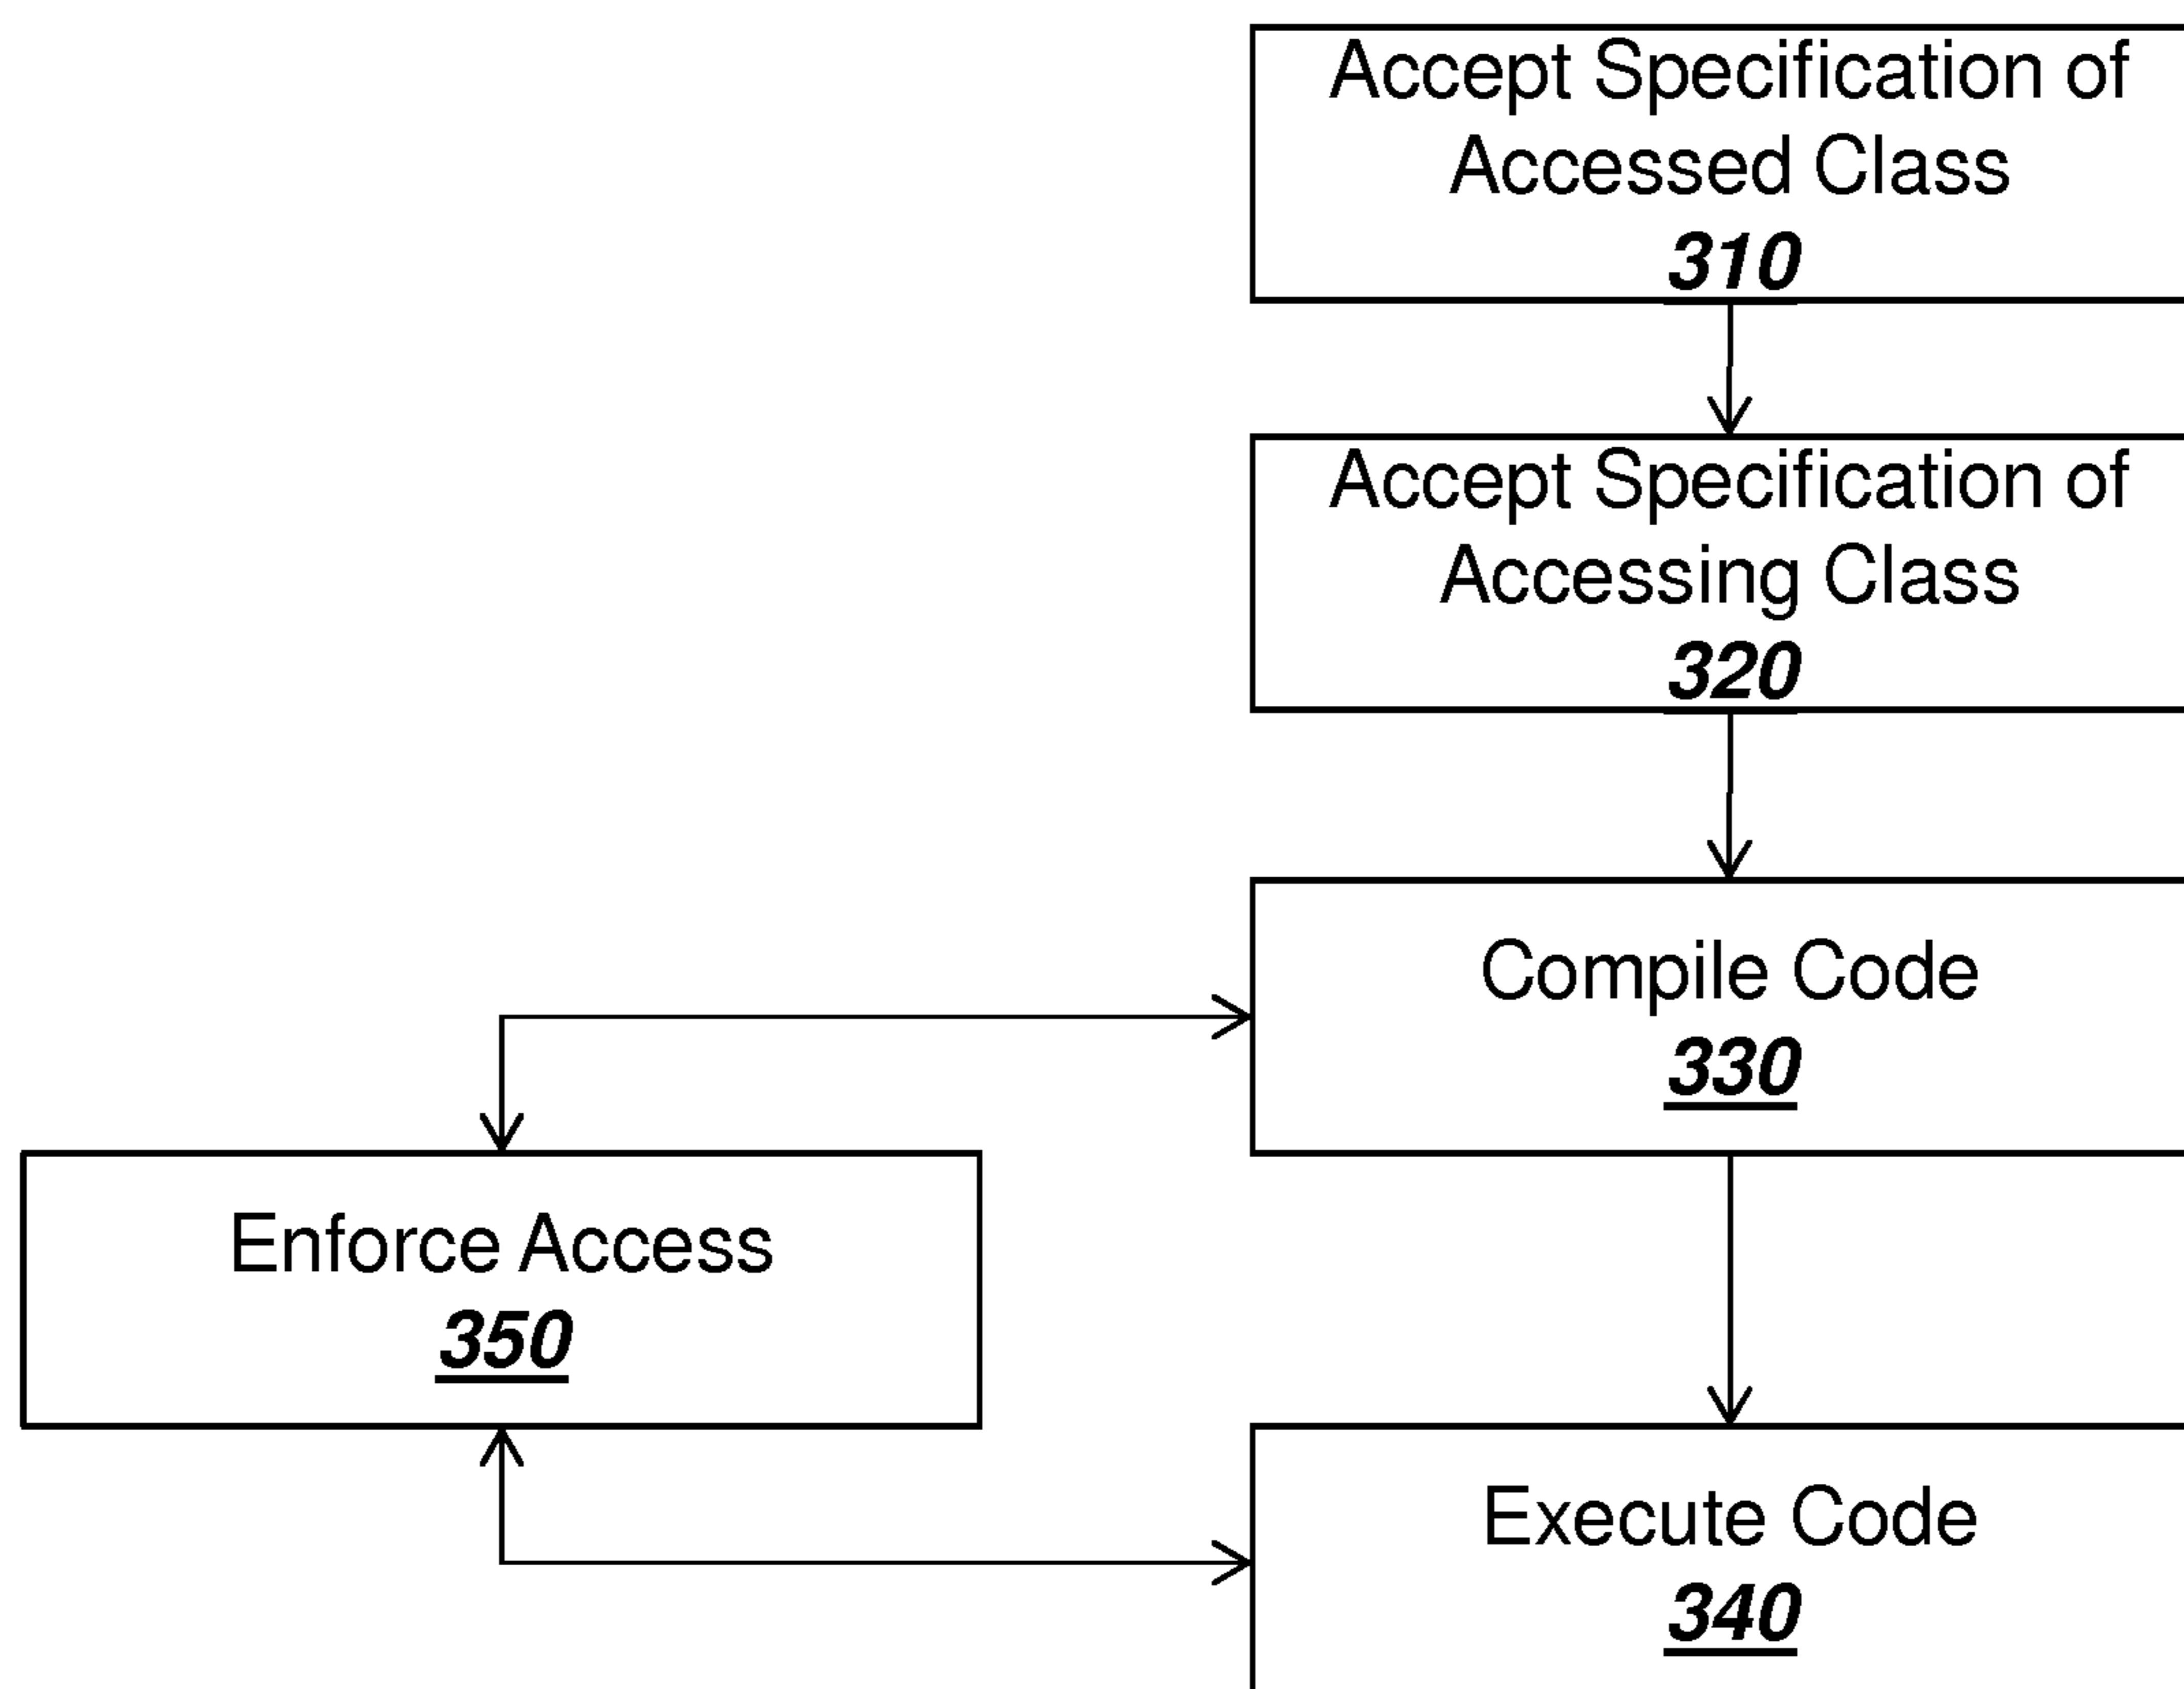 Accept Specification of
Accessed Class
310
Accept Specification of
Accessing Class
320
Compile Code
330
Enforce Access
350
Execute Code
340